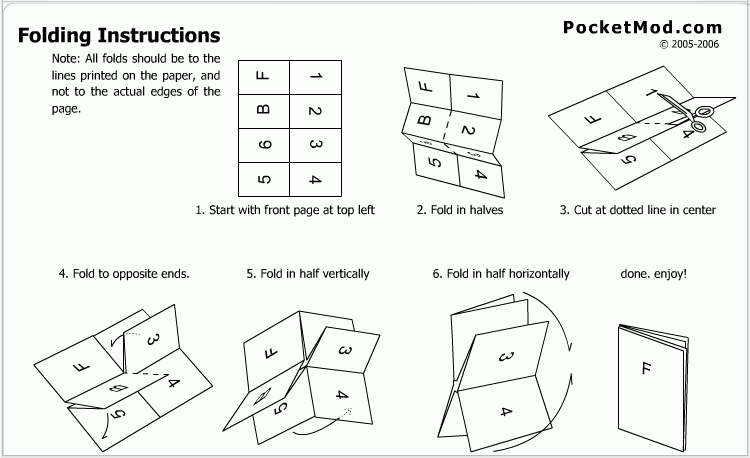 Folding Instructions
PocketMod.com
© 2005-2006
Note: All folds should be to the
lines printed on the paper, and
not to the actual edges of the
page.
F 1
B 2
6 3
5 4
F 1
B 2
6 3
5 4
1
F
B
5 4
1. Start with front page at top left
2. Fold in halves
3. Cut at dotted line in center
4. Fold to opposite ends.
5. Fold in half vertically
6. Fold in half horizontally
done. enjoy!
F 3
B 4
5
F 3
B 4
5
3
4
F